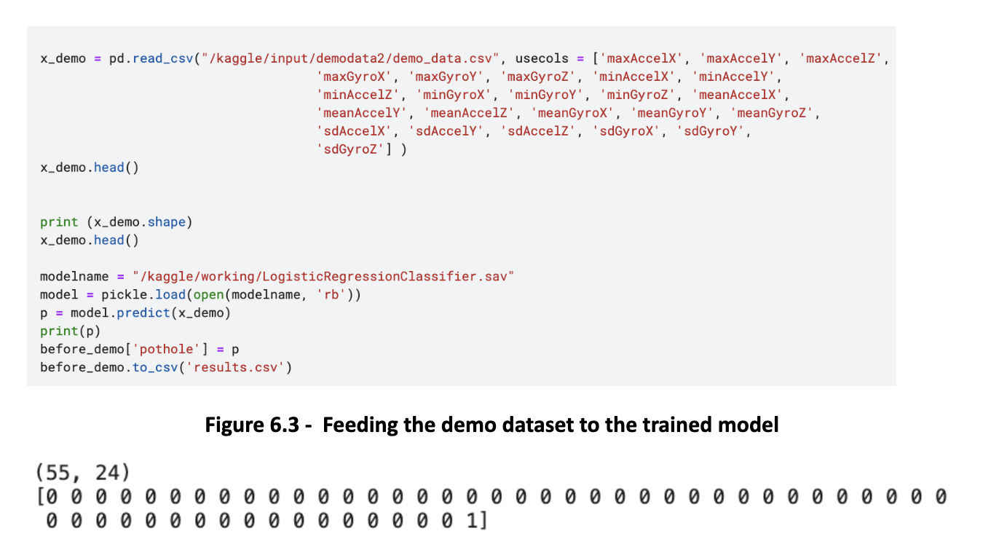 x_demo = pd.read_csv("/kaggle/input/demodata2/demo_data.csv", usecols = ['maxAccelX', 'maxAccelY', 'maxAccelZ',
'maxGyroX', 'maxGyroY', 'maxGyroZ', 'minAccelX', 'minAccelY',
'minAccelZ', 'minGyroX', 'minGyroY', 'minGyroZ', 'meanAccelX',
'meanAccelY', 'meanAccelZ', 'meanGyroX', 'meanGyroY', 'meanGyroZ',
'sdAccelX', 'sdAccelY', 'sdAccelZ', 'sdGyroX', 'sdGyroY',
'sdGyroZ'] )
x_demo.head()
print (x_demo.shape)
x_demo.head()
modelname = "/kaggle/working/LogisticRegressionClassifier.sav"
model = pickle.load(open(modelname, 'rb'))
p = model.predict(x_demo)
print(p)
before_demo['pothole'] = p
before_demo.to_csv('results.csv')
Figure 6.3 - Feeding the demo dataset to the trained model
(55, 24)
[0 0 0 0 0 0 0 0 0 0 0 0 0 0 0 0 0 0 0 0 0 0 0 0 0 0 0 0 0 0 0 0 0 0 0 0 0
0 0 0 0 0 0 0 0 0 0 0 0 0 0 0 0 0 1]